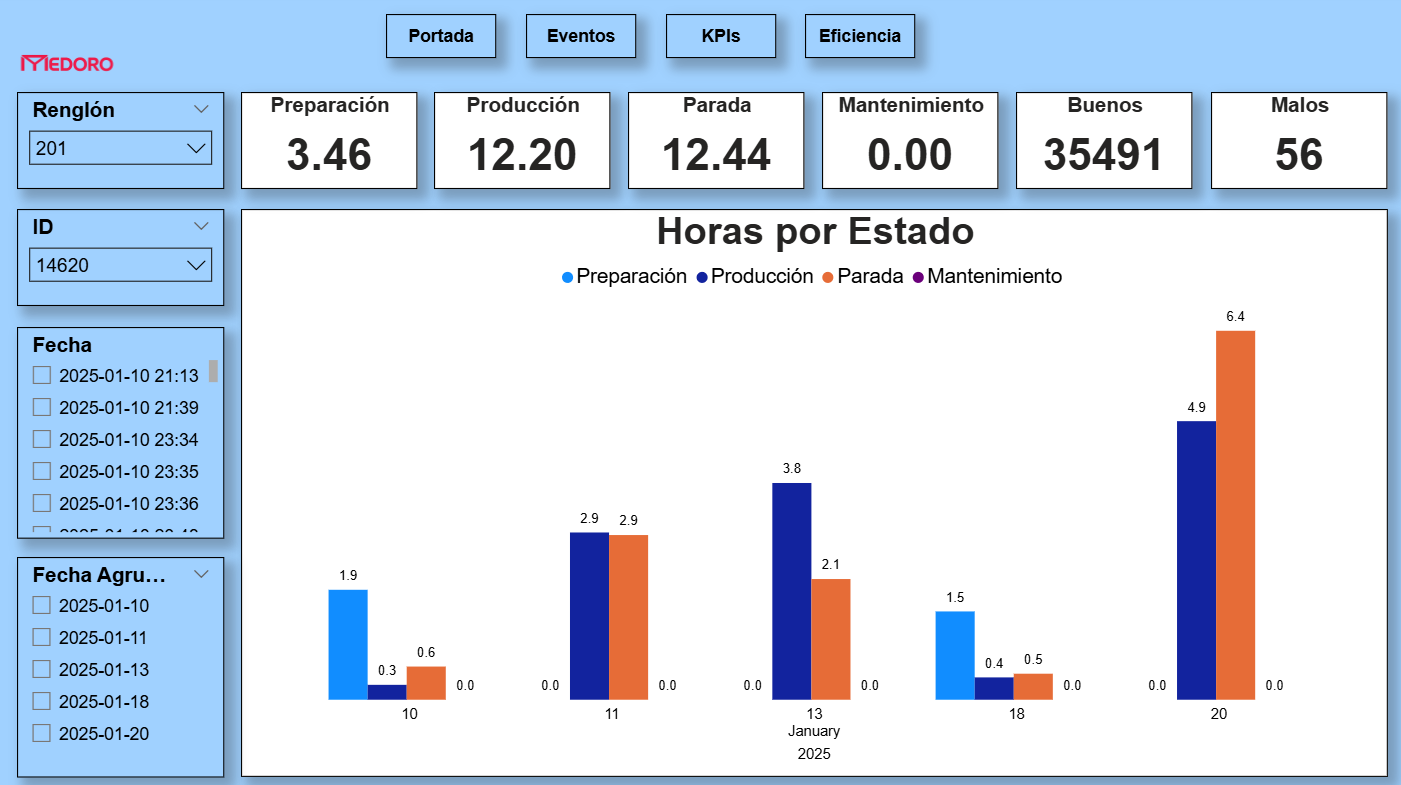 Portada Eventos KPIs Eficiencia
MEDORO
Renglón
201
Preparación
3.46
Producción
12.20
Parada
12.44
Mantenimiento
0.00
Buenos
35491
Malos
56
ID
14620
Fecha
2025-01-10 21:13
2025-01-10 21:39
2025-01-10 23:34
2025-01-10 23:35
2025-01-10 23:36
Fecha Agru...
2025-01-10
2025-01-11
2025-01-13
2025-01-18
2025-01-20
Horas por Estado
Preparación Producción Parada Mantenimiento
1.9 0.3 0.6 0.0
0.0 2.9 2.9 0.0
0.0 3.8 2.1 0.0
1.5 0.4 0.5 0.0
0.0 4.9 6.4 0.0
10 11 13 18 20
January
2025